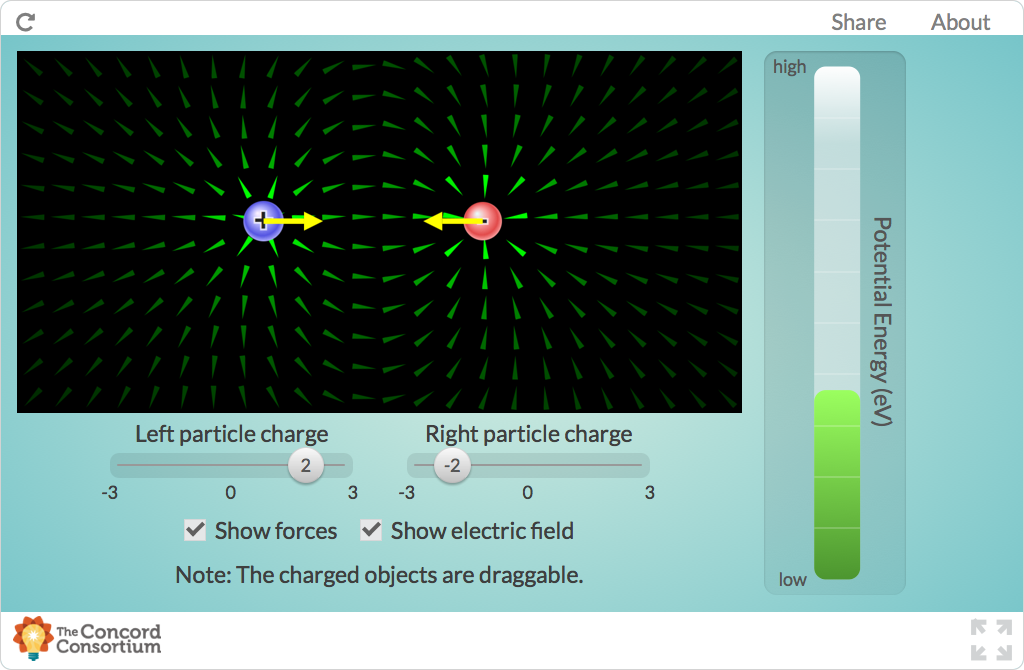 Share About
high
+ -
Potential Energy (eV)
Left particle charge Right particle charge
2 -2
-3 0 3 -3 0 3
Show forces Show electric field
Note: The charged objects are draggable.
low
The Concord
Consortium